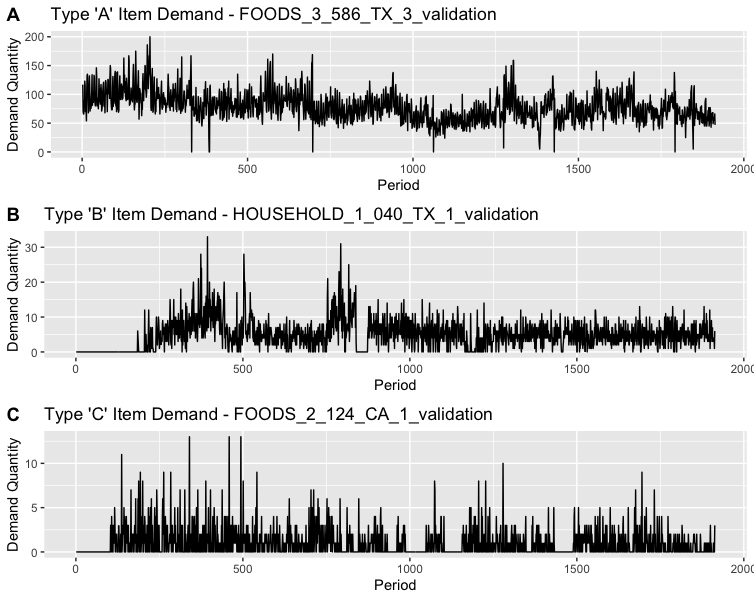 A Type 'A' Item Demand - FOODS_3_586_TX_3_validation
Demand Quantity
200
150
100
50
0
0 500 1000 1500 2000
Period
B Type 'B' Item Demand - HOUSEHOLD_1_040_TX_1_validation
Demand Quantity
30
20
10
0
0 500 1000 1500 2000
Period
C Type 'C' Item Demand - FOODS_2_124_CA_1_validation
Demand Quantity
10
5
0
0 500 1000 1500 2000
Period